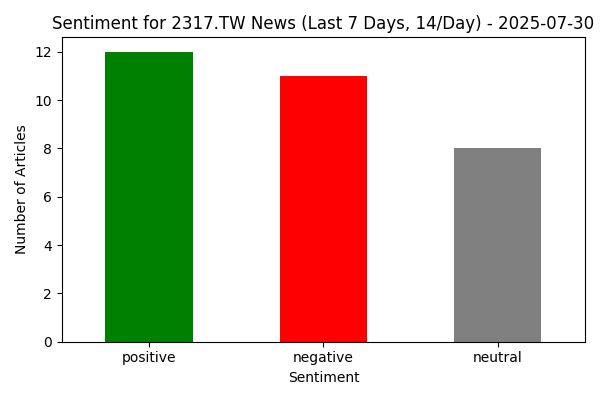 Sentiment for 2317.TW News (Last 7 Days, 14/Day) - 2025-07-30
Number of Articles
12
10
8
6
4
2
0
positive negative neutral
Sentiment